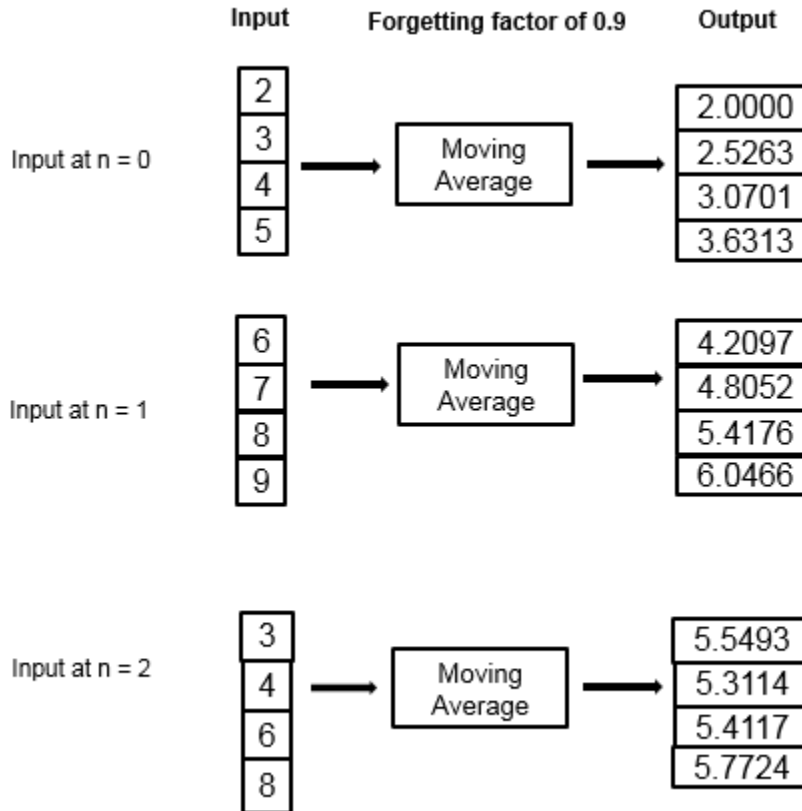 Input Forgetting factor of 0.9 Output
Input at n = 0
2
3
4
5
Moving
Average
2.0000
2.5263
3.0701
3.6313
Input at n = 1
6
7
8
9
Moving
Average
4.2097
4.8052
5.4176
6.0466
Input at n = 2
3
4
6
8
Moving
Average
5.5493
5.3114
5.4117
5.7724